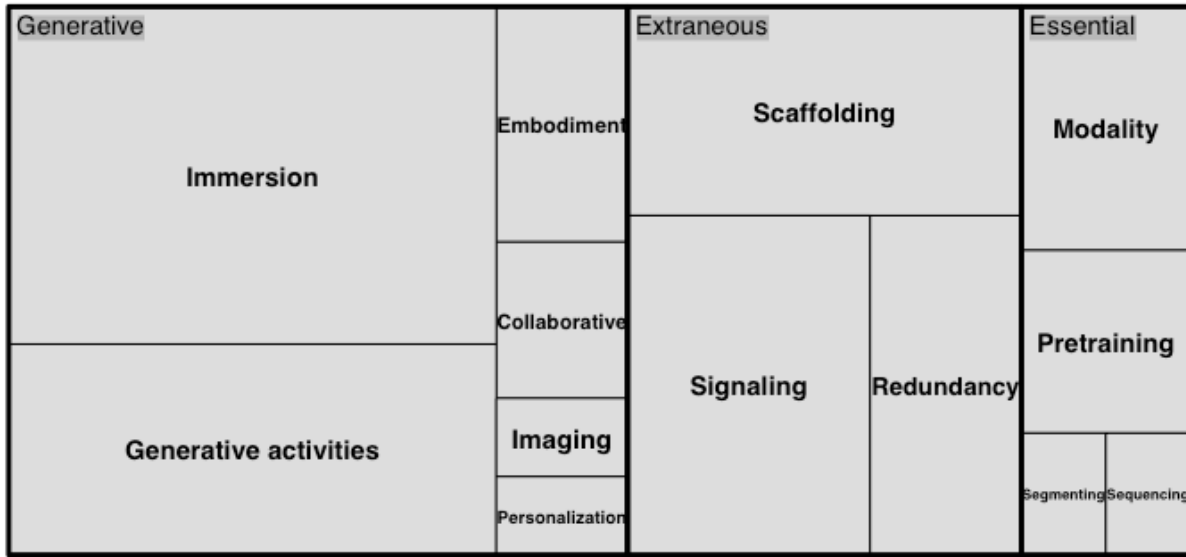 Generative
Immersion
Generative activities
Embodiment
Collaborative
Imaging
Personalization
Extraneous
Scaffolding
Signaling
Redundancy
Essential
Modality
Pretraining
Segmenting
Sequencing